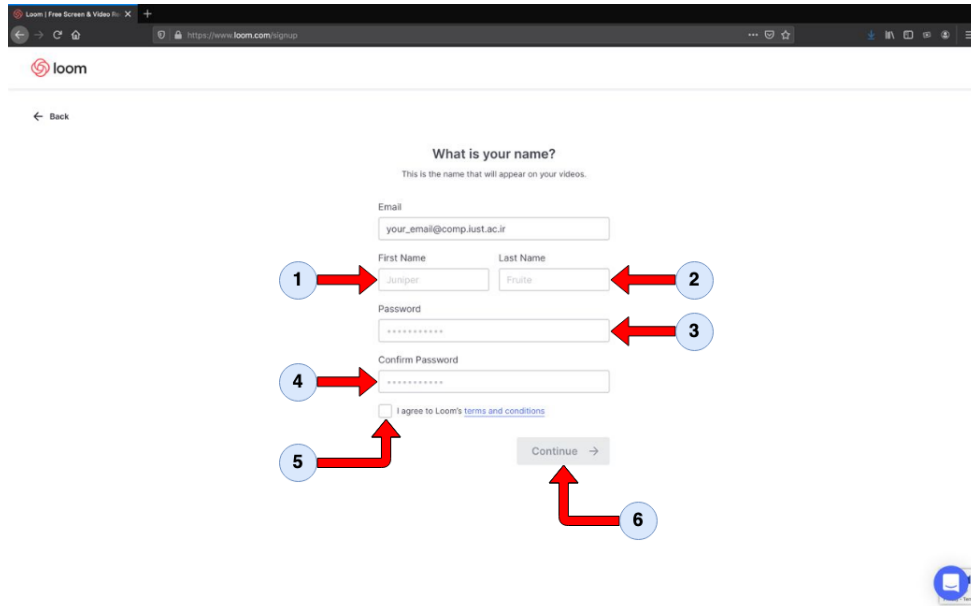 Loom | Free Screen & Video Re
https://www.loom.com/signup
loom
← Back
What is your name?
This is the name that will appear on your videos.
Email
your_email@comp.iust.ac.ir
First Name Last Name
1 Juniper Fruite 2
Password
•••••••••••• 3
Confirm Password
4 ••••••••••••
I agree to Loom's terms and conditions
5 Continue →
6